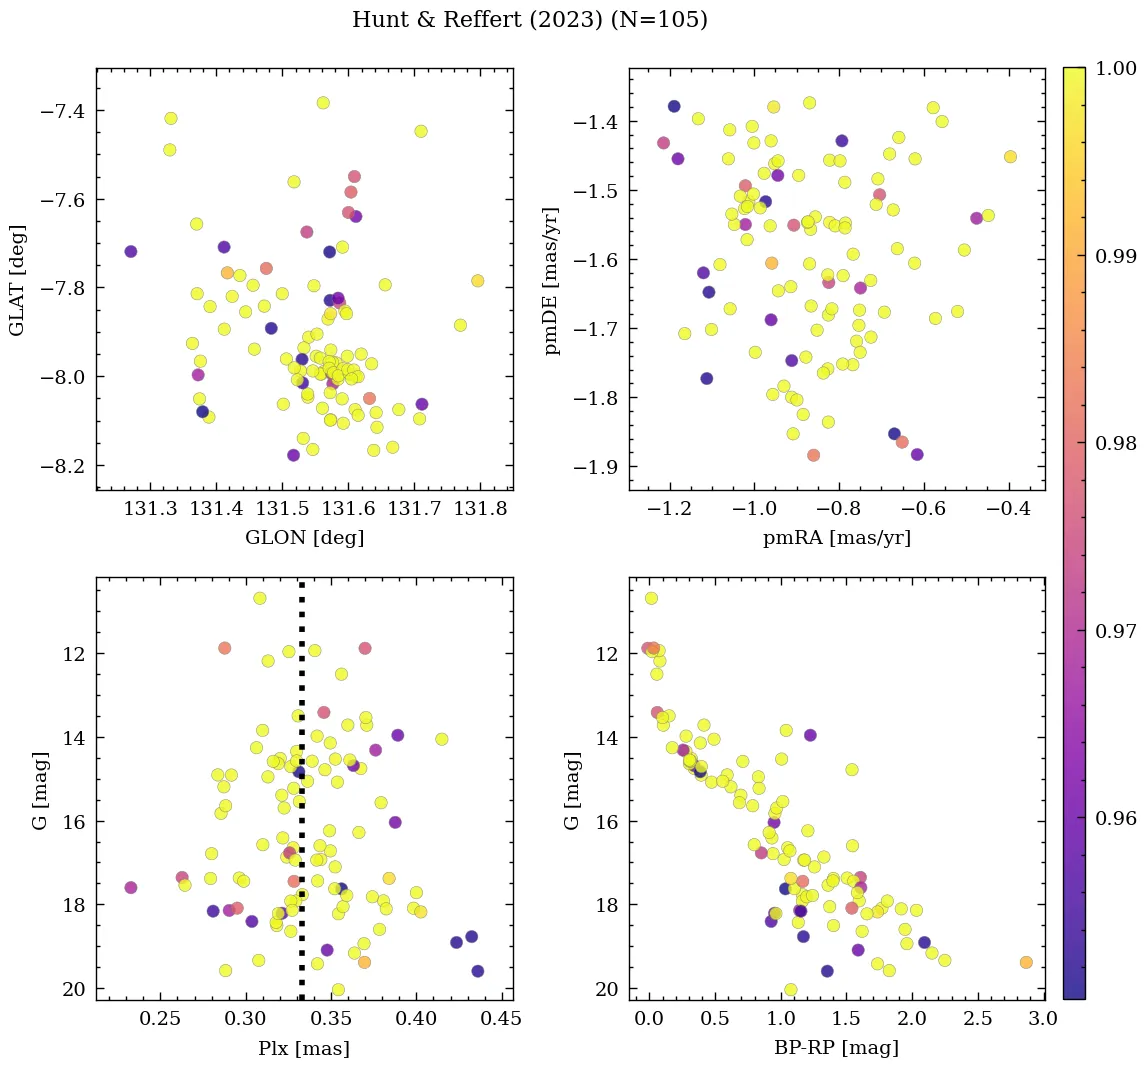 Hunt & Reffert (2023) (N=105)
−7.4
−7.6
−7.8
−8.0
−8.2
GLAT [deg]
131.3 131.4 131.5 131.6 131.7 131.8
GLON [deg]
−1.4
−1.5
−1.6
−1.7
−1.8
−1.9
pmDE [mas/yr]
−1.2 −1.0 −0.8 −0.6 −0.4
pmRA [mas/yr]
12
14
16
18
20
G [mag]
0.25 0.30 0.35 0.40 0.45
Plx [mas]
12
14
16
18
20
G [mag]
0.0 0.5 1.0 1.5 2.0 2.5 3.0
BP-RP [mag]
1.00
0.99
0.98
0.97
0.96